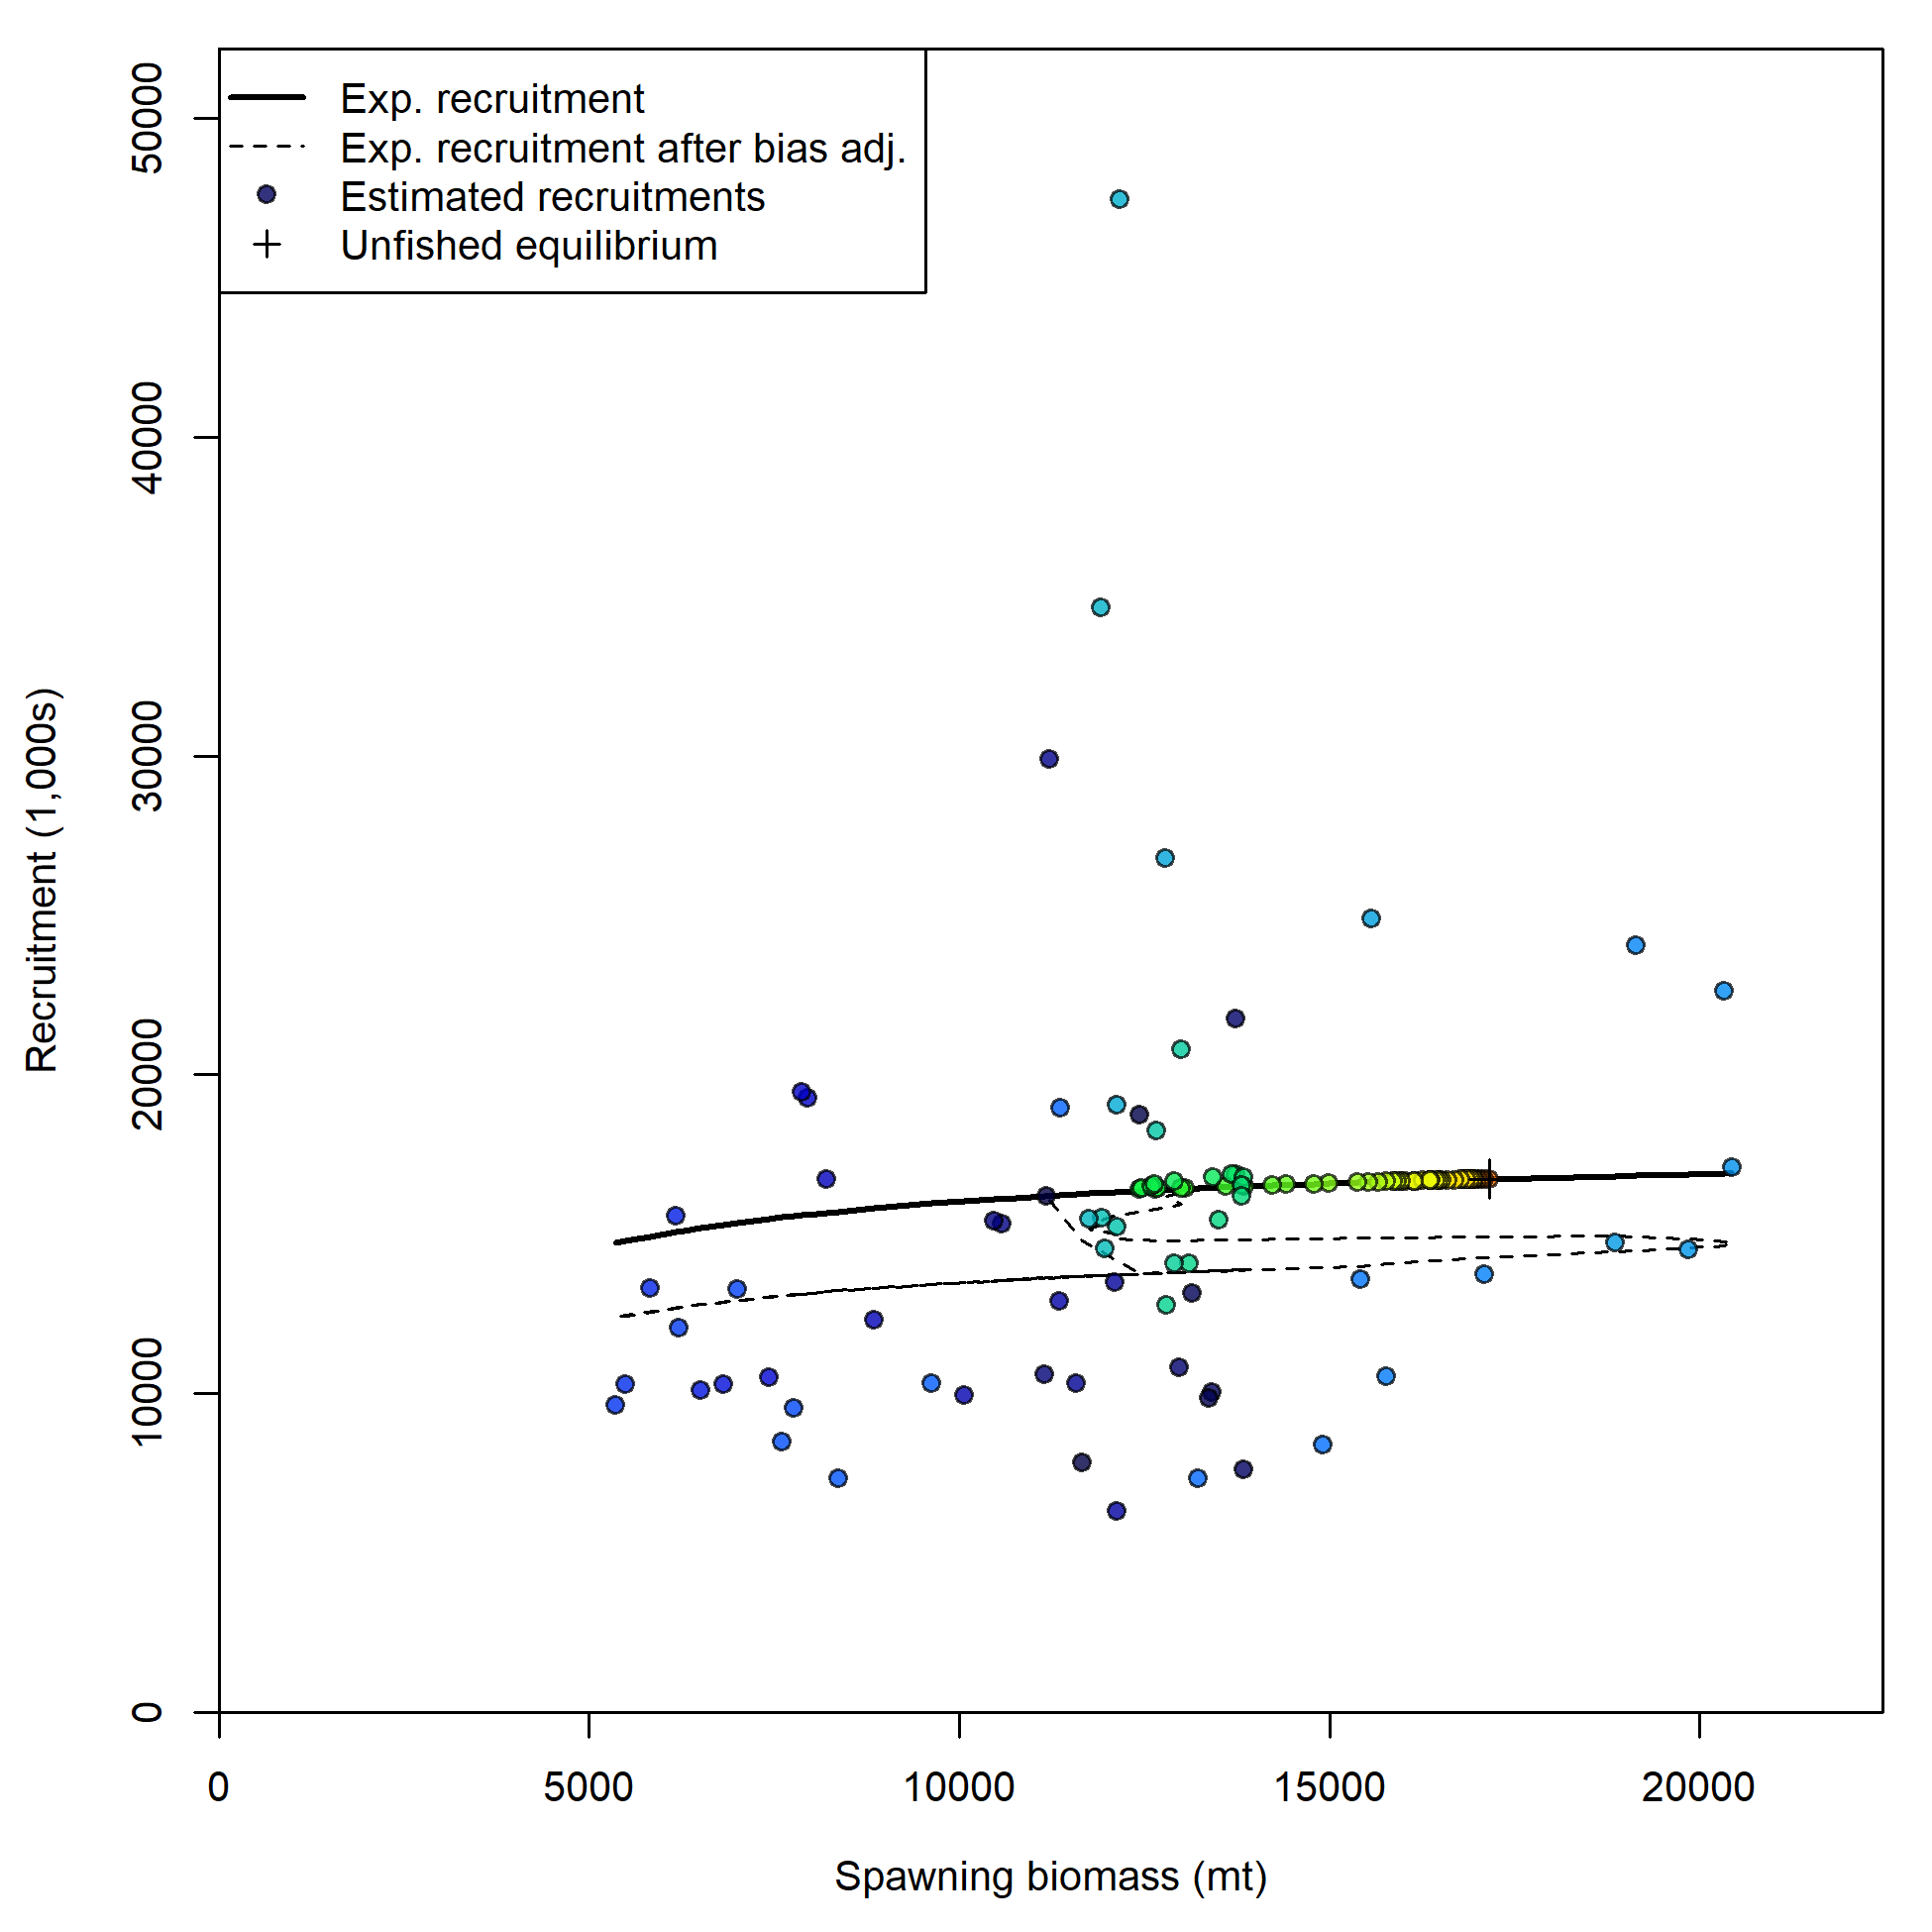 Exp. recruitment
Exp. recruitment after bias adj.
Estimated recruitments
Unfished equilibrium
50000
40000
30000
20000
10000
0
Recruitment (1,000s)
0 5000 10000 15000 20000
Spawning biomass (mt)